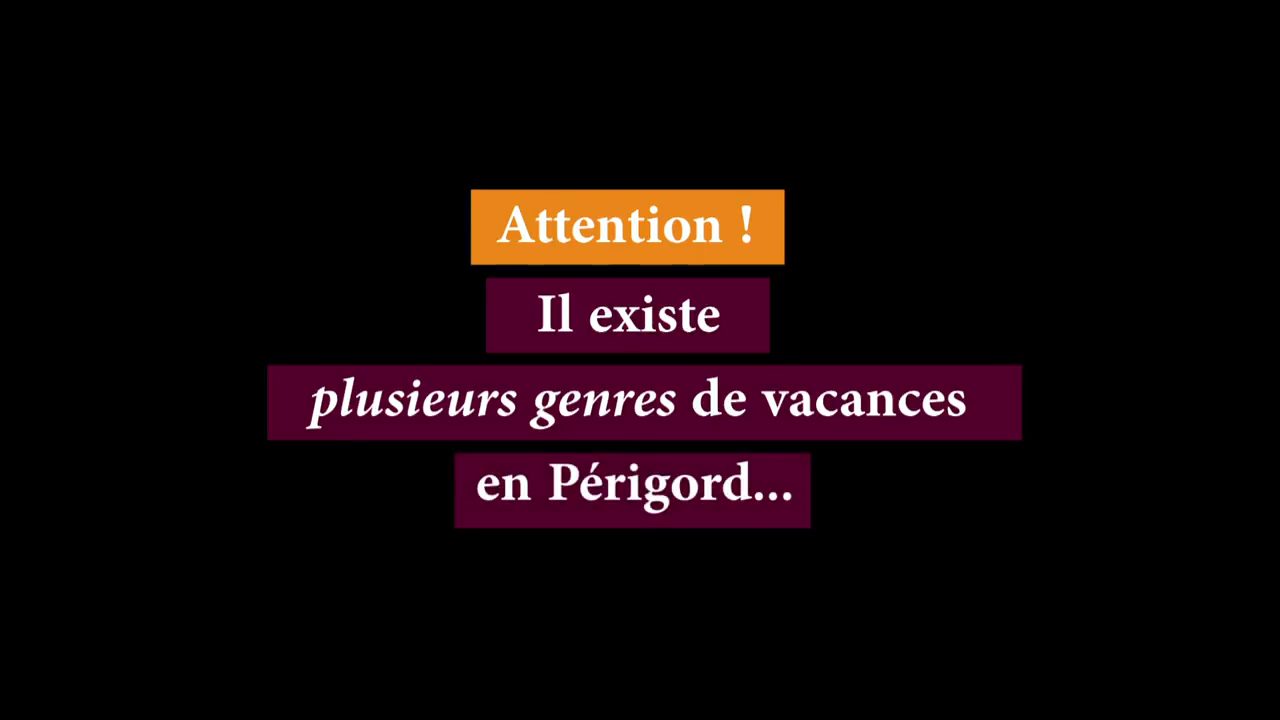 Attention !
Il existe
plusieurs genres de vacances
en Périgord...